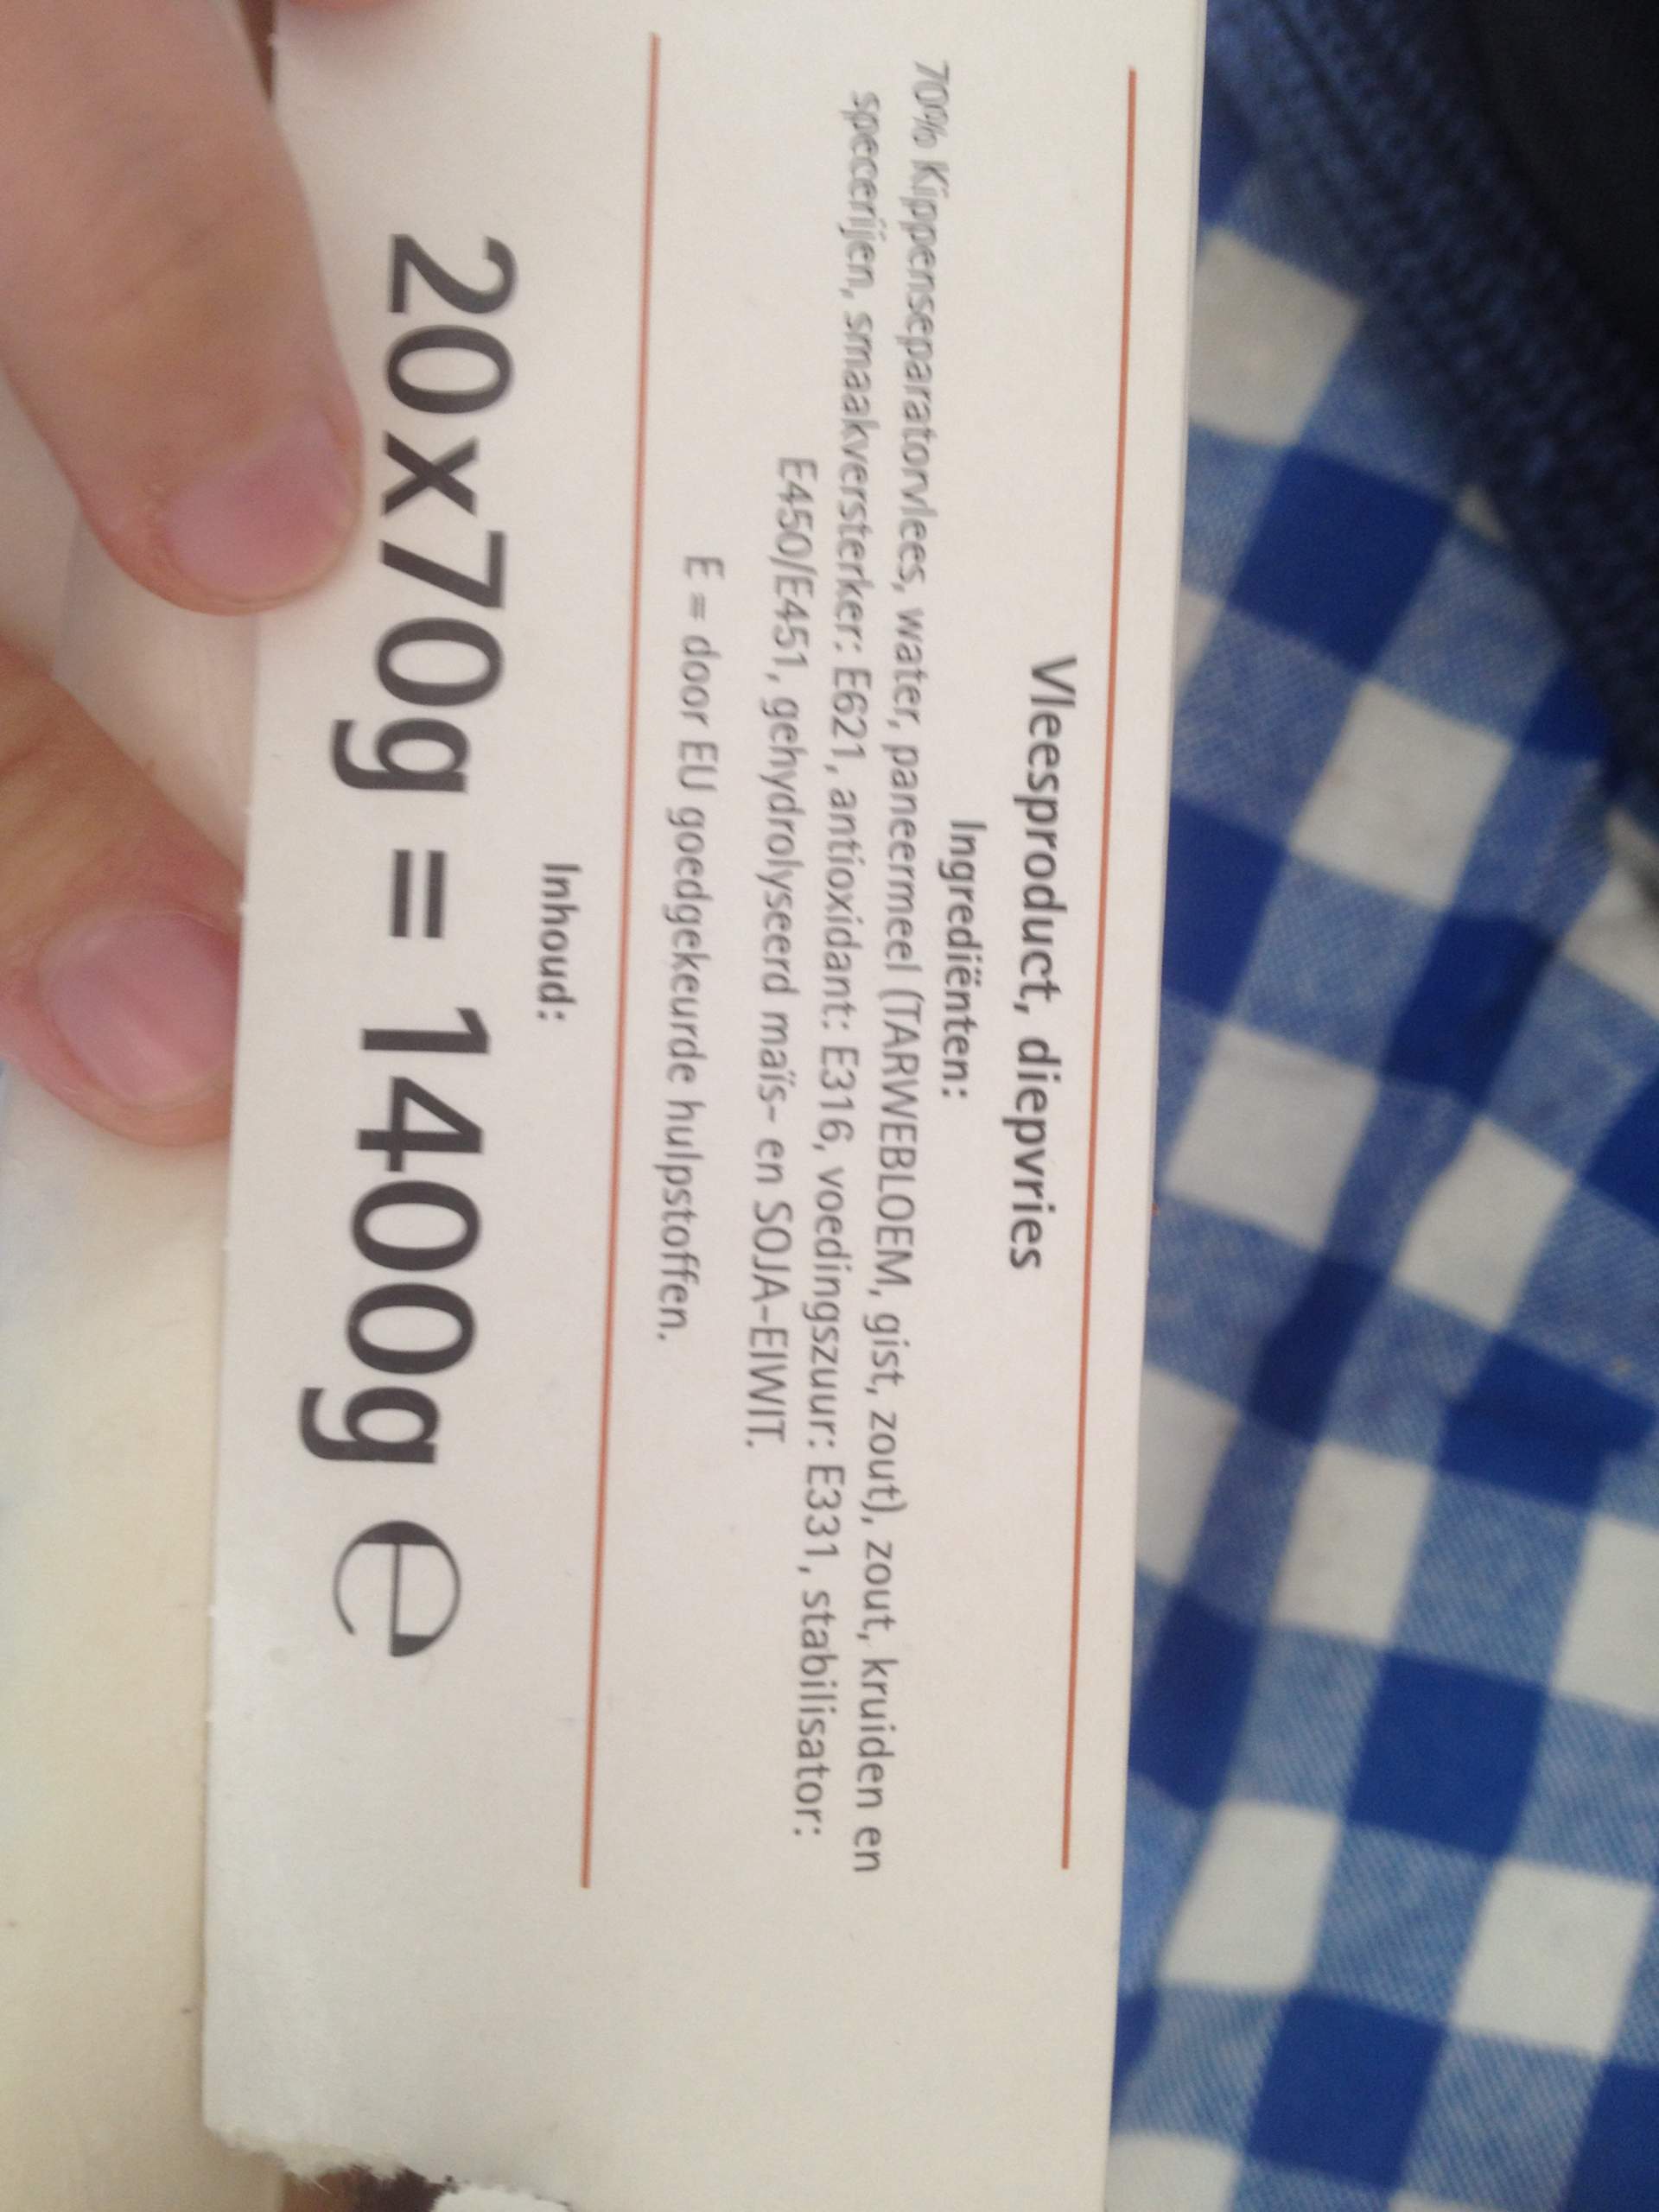 Vleesproduct, diepvries
Ingrediënten:
70% Kippenseparatorvlees, water, paneermeel (TARWEBLOEM, gist, zout), zout, kruiden en
specerijen, smaakversterker: E621, antioxidant: E316, voedingszuur: E331, stabilisator:
E450/E451, gehydrolyseerd maïs- en SOJA-EIWIT.
E = door EU goedgekeurde hulpstoffen.
Inhoud:
20x70g = 1400g ℮